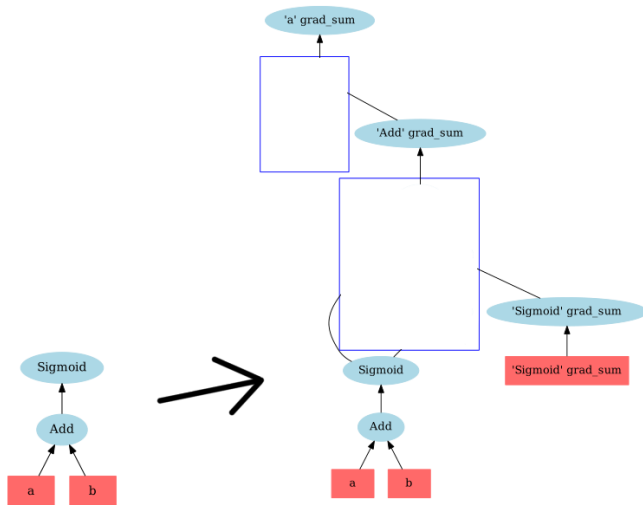 'a' grad_sum
'Add' grad_sum
'Sigmoid' grad_sum
Sigmoid
Sigmoid
'Sigmoid' grad_sum
Add
Add
a
b
a
b